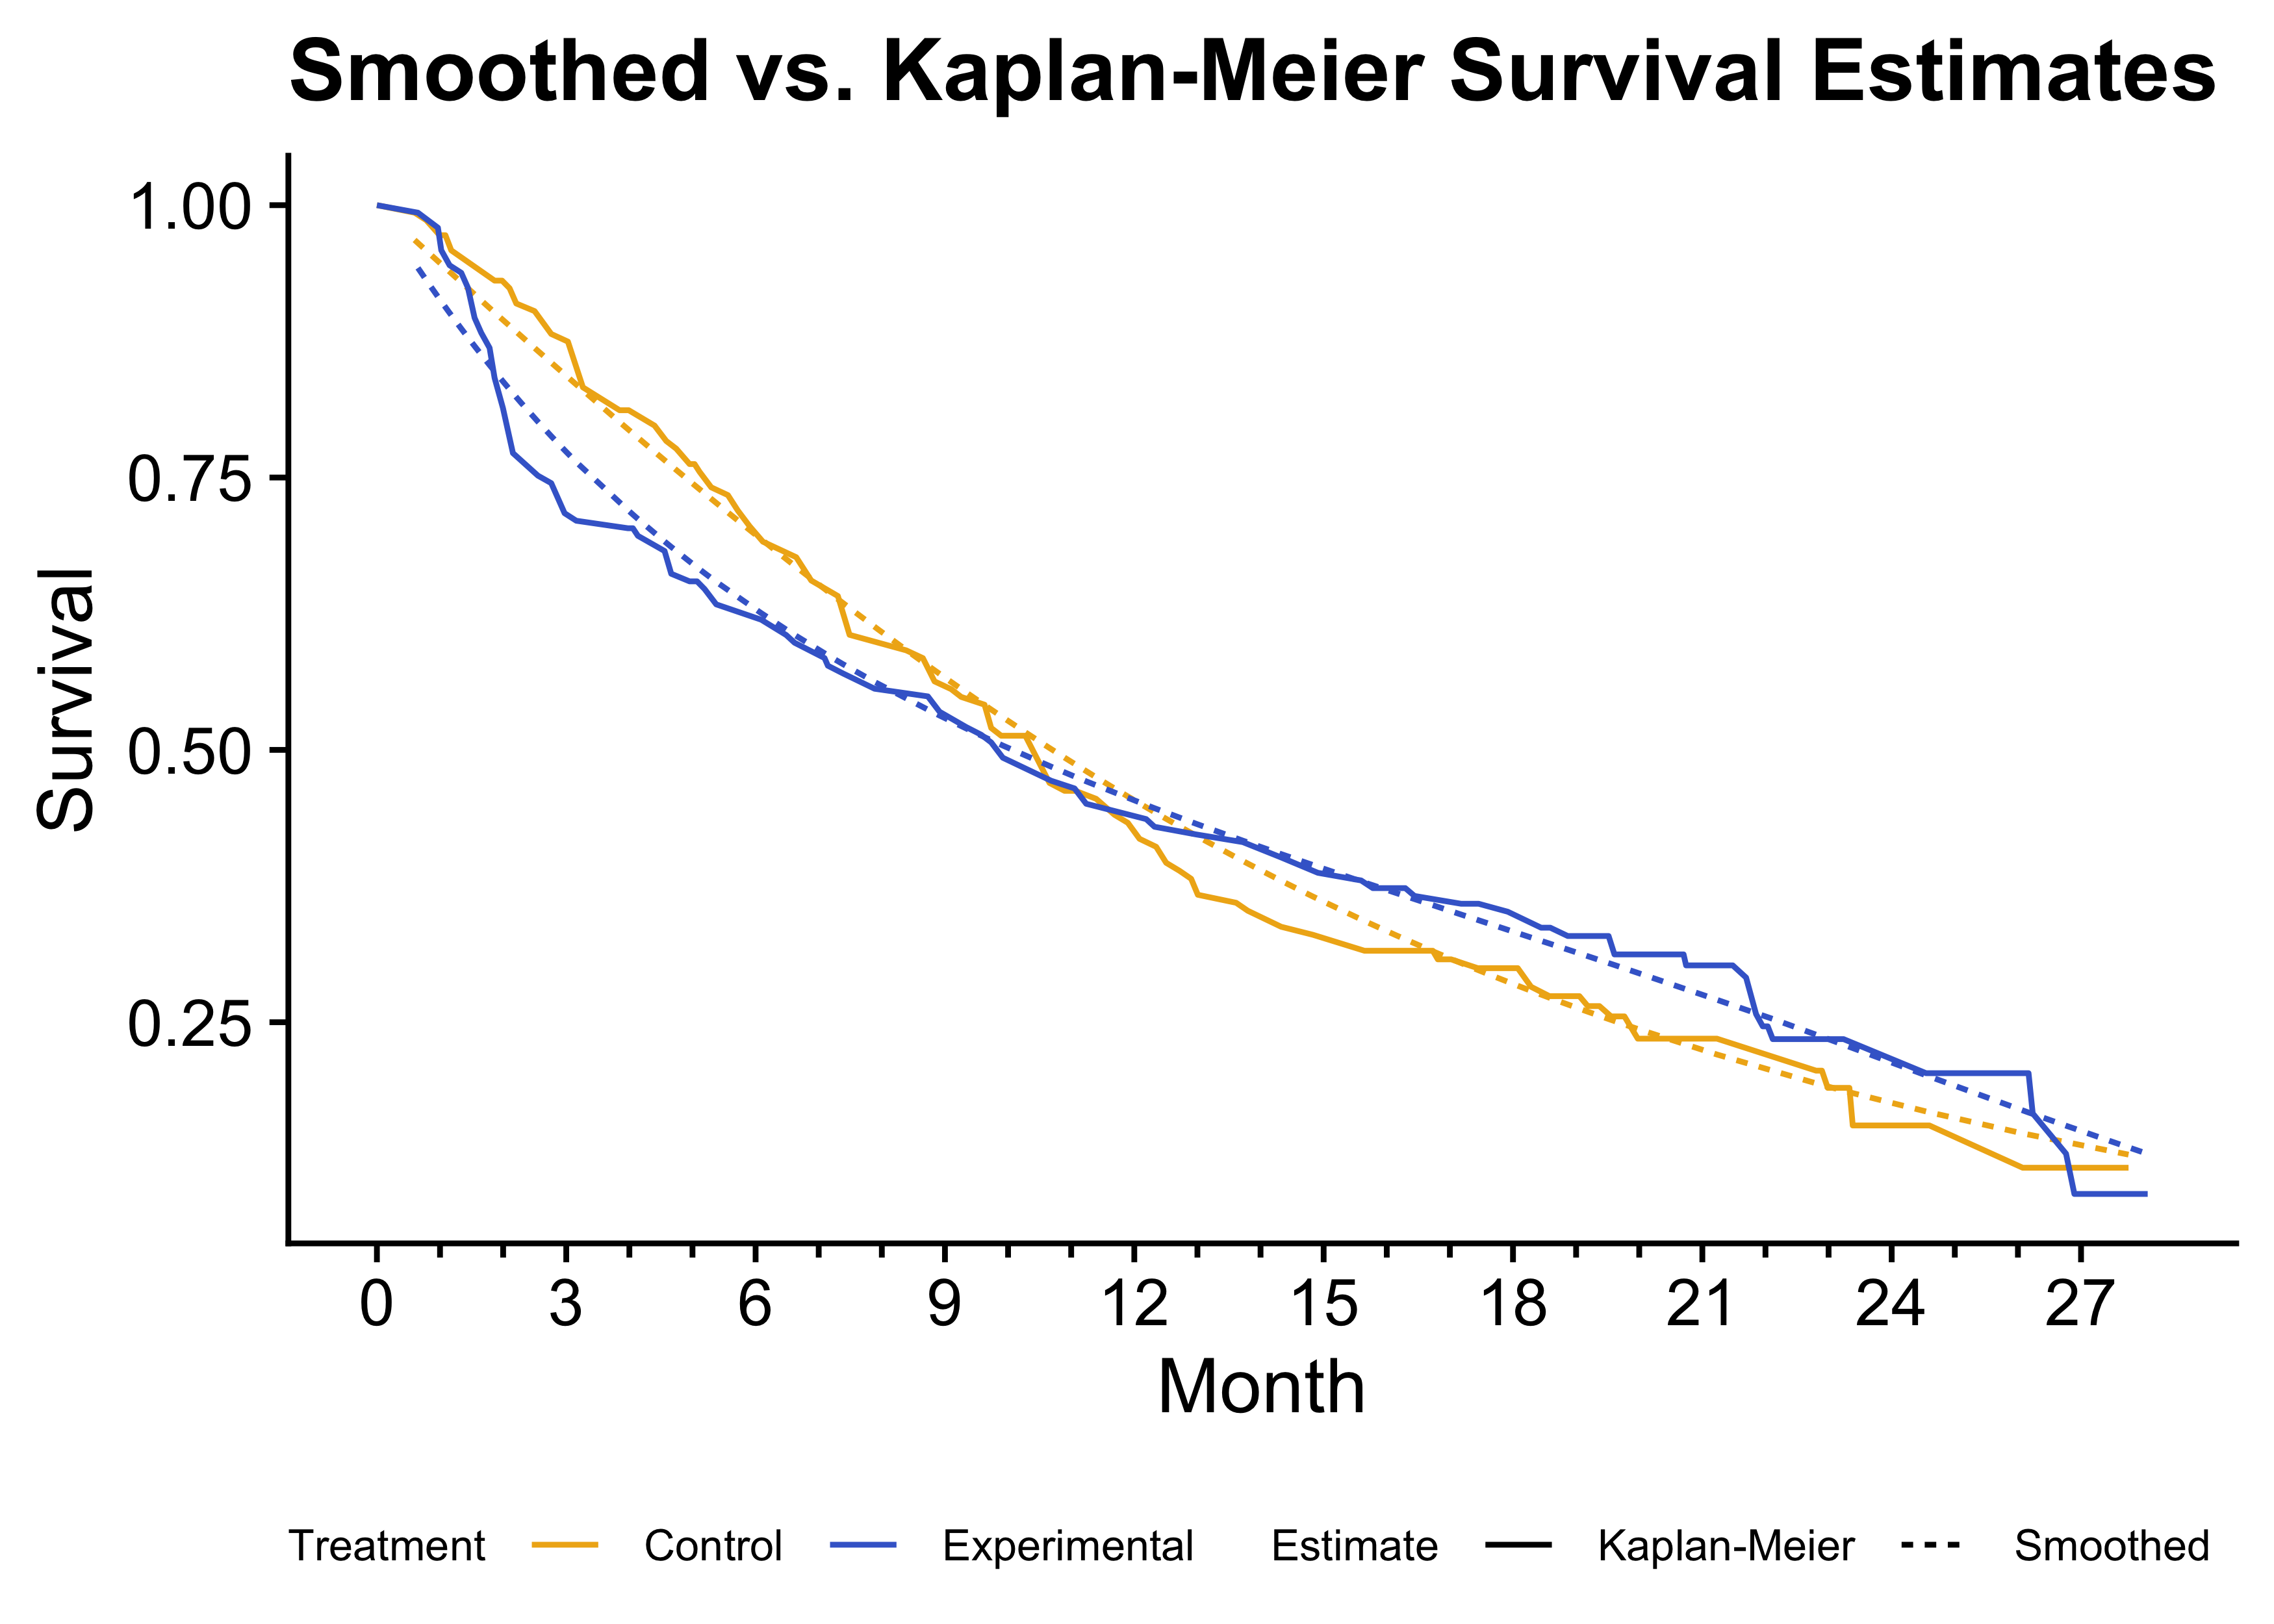 Smoothed vs. Kaplan-Meier Survival Estimates
1.00
0.75
0.50
0.25
Survival
0 3 6 9 12 15 18 21 24 27
Month
Treatment Control Experimental Estimate Kaplan-Meier Smoothed